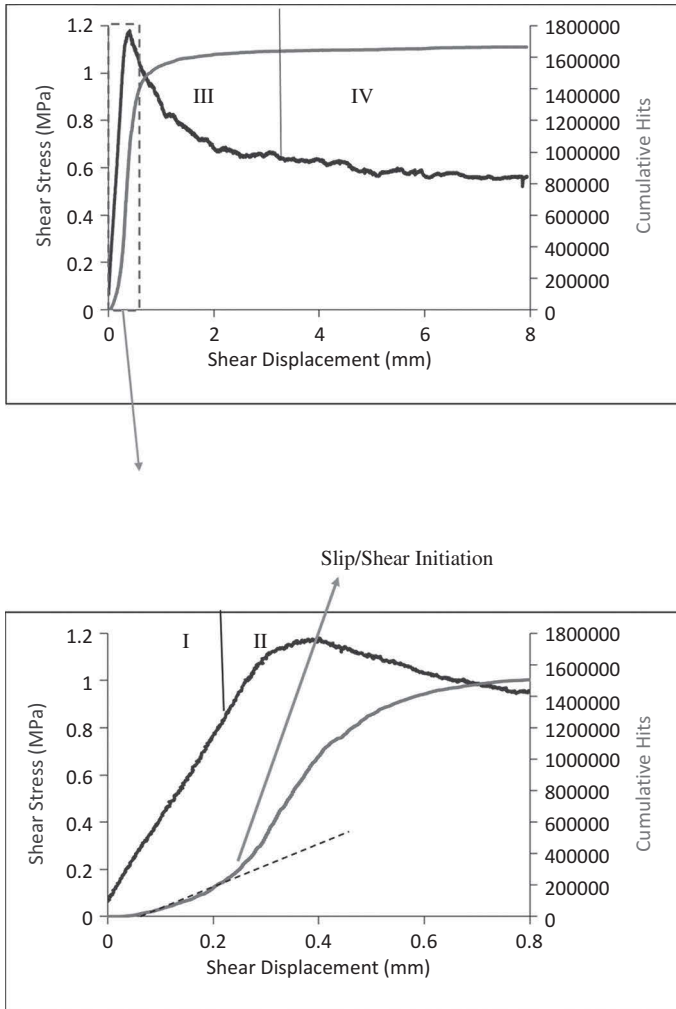 1.2
1
0.8
0.6
0.4
0.2
0
Shear Stress (MPa)
III
IV
1800000
1600000
1400000
1200000
1000000
800000
600000
400000
200000
0
Cumulative Hits
0 2 4 6 8
Shear Displacement (mm)
Slip/Shear Initiation
1.2
1
0.8
0.6
0.4
0.2
0
Shear Stress (MPa)
I
II
1800000
1600000
1400000
1200000
1000000
800000
600000
400000
200000
0
Cumulative Hits
0 0.2 0.4 0.6 0.8
Shear Displacement (mm)